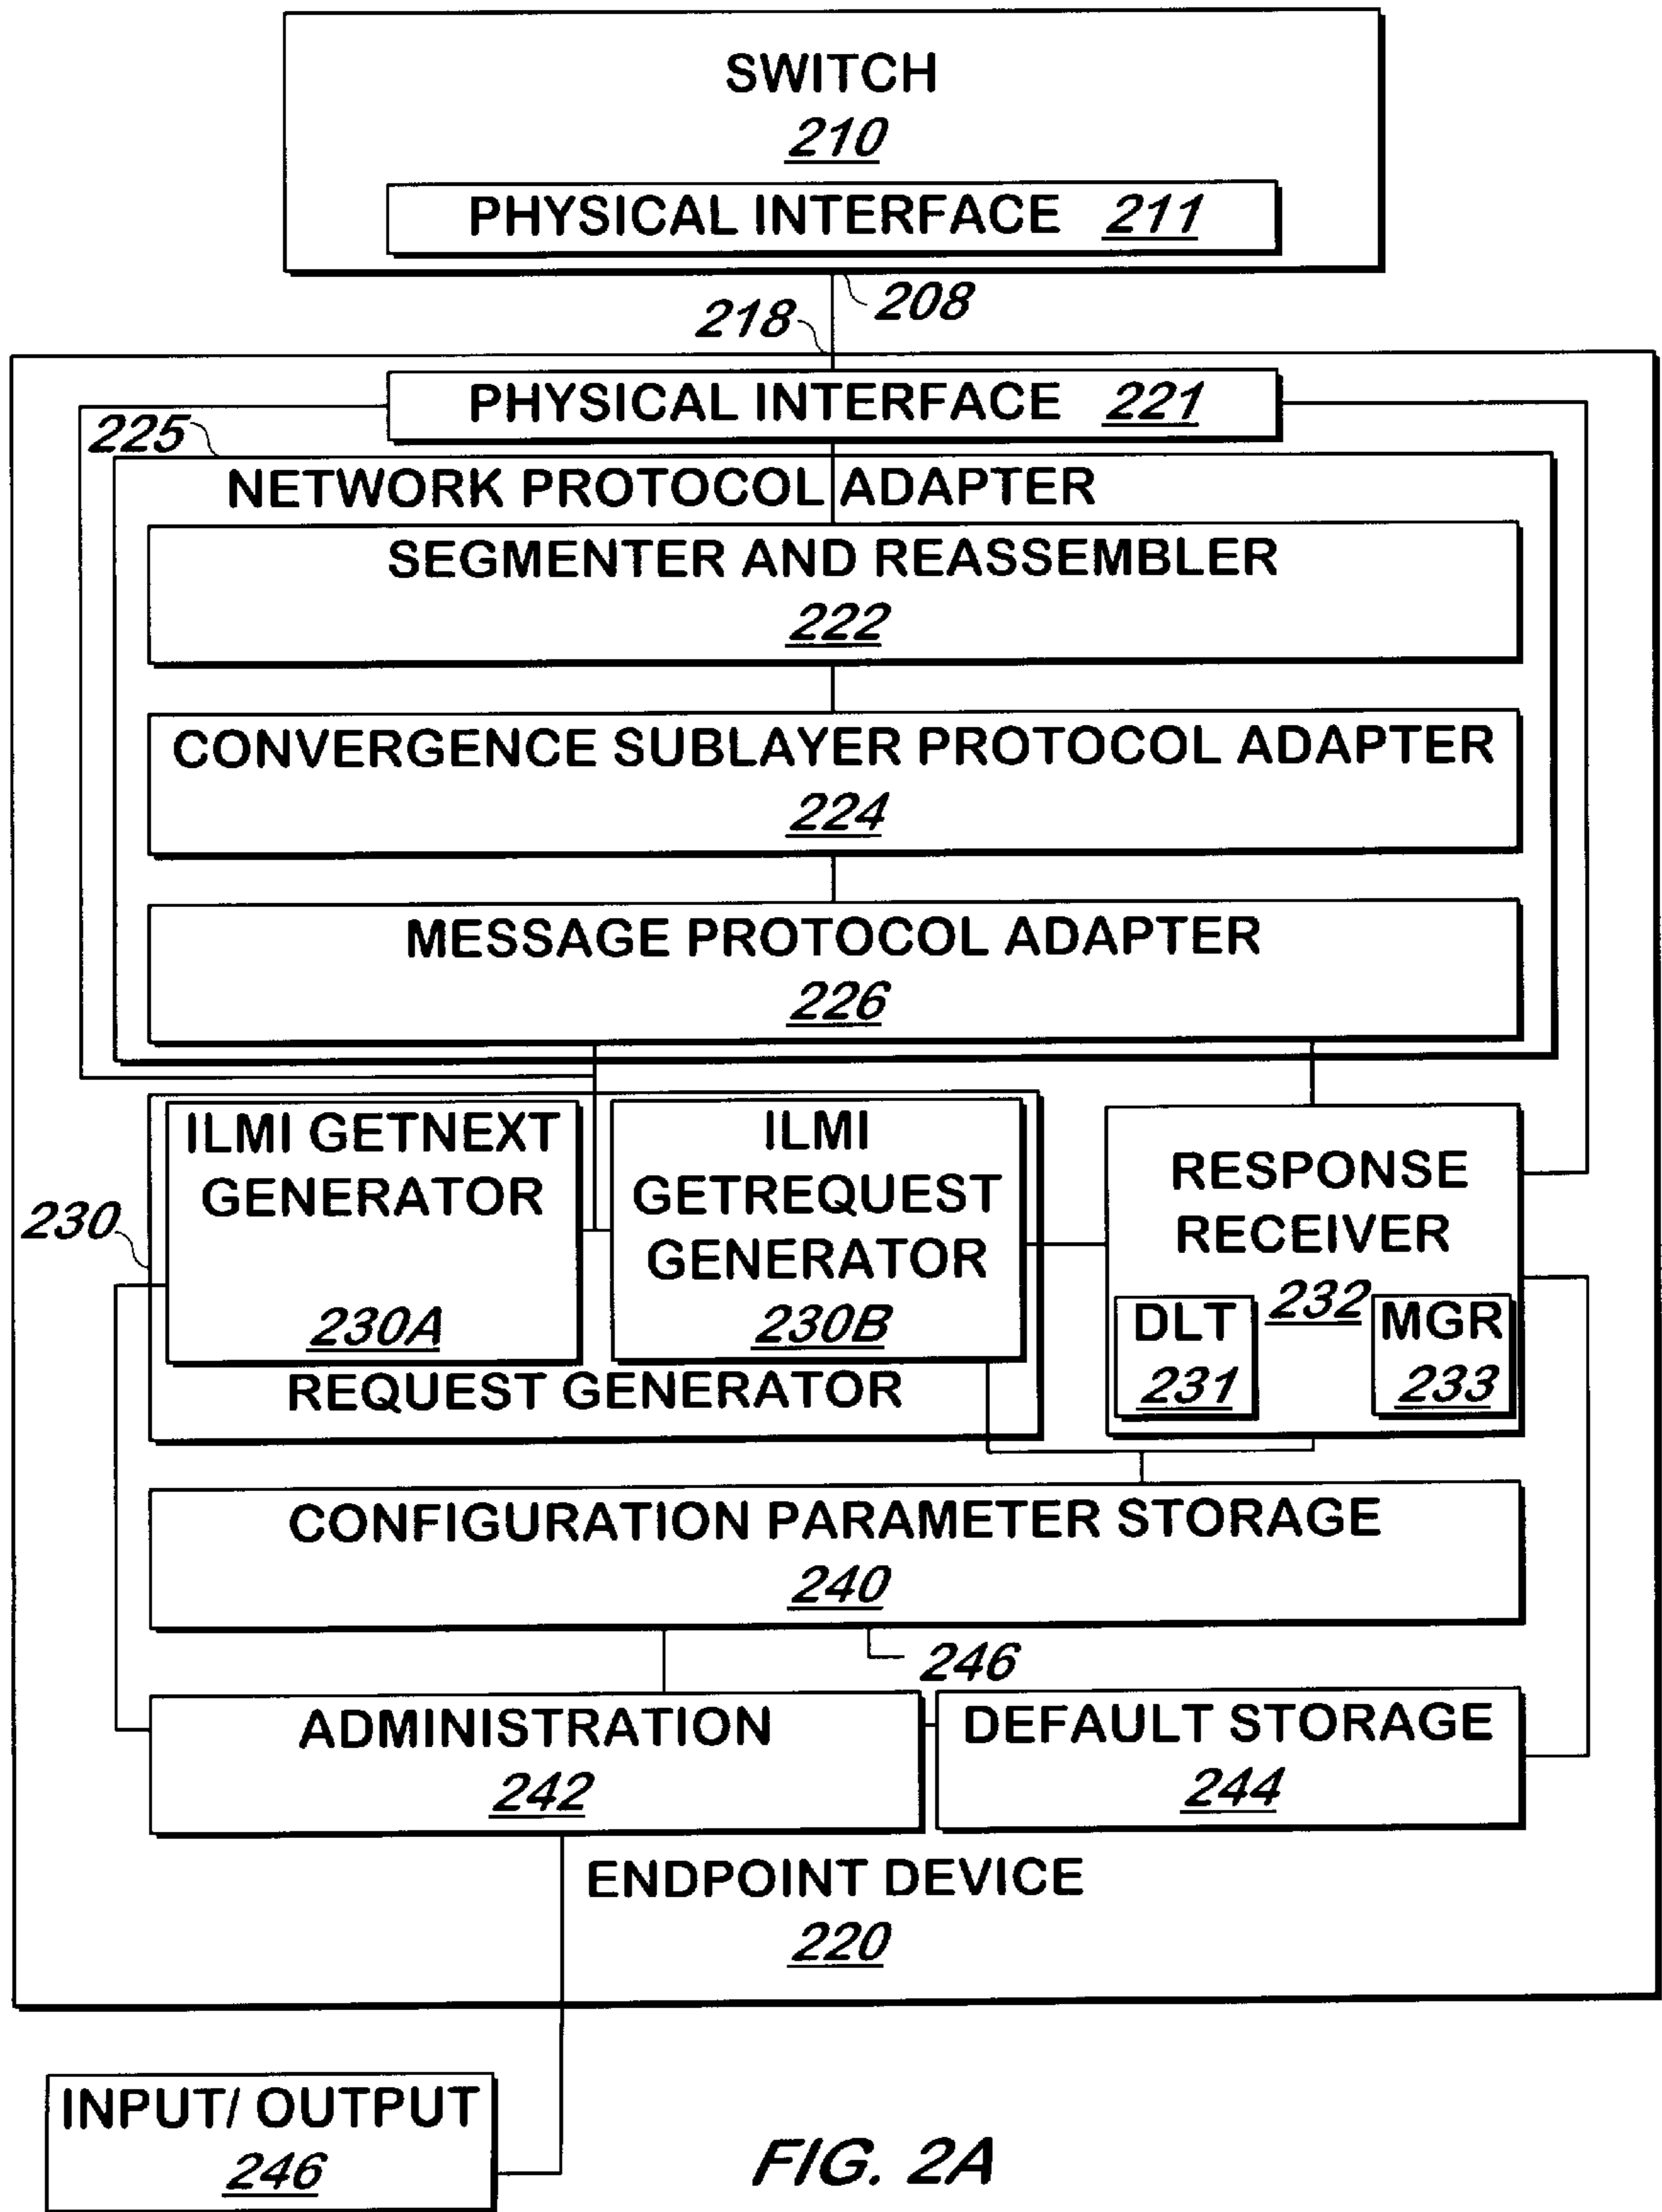 SWITCH
210
PHYSICAL INTERFACE 211
208
218
PHYSICAL INTERFACE 221
225
NETWORK PROTOCOL ADAPTER
SEGMENTER AND REASSEMBLER
222
CONVERGENCE SUBLAYER PROTOCOL ADAPTER
224
MESSAGE PROTOCOL ADAPTER
226
ILMI GETNEXT
GENERATOR
230A
ILMI
GETREQUEST
GENERATOR
230B
REQUEST GENERATOR
230
RESPONSE
RECEIVER
232
DLT
231
MGR
233
CONFIGURATION PARAMETER STORAGE
240
246
ADMINISTRATION
242
DEFAULT STORAGE
244
ENDPOINT DEVICE
220
INPUT/ OUTPUT
246
FIG. 2A